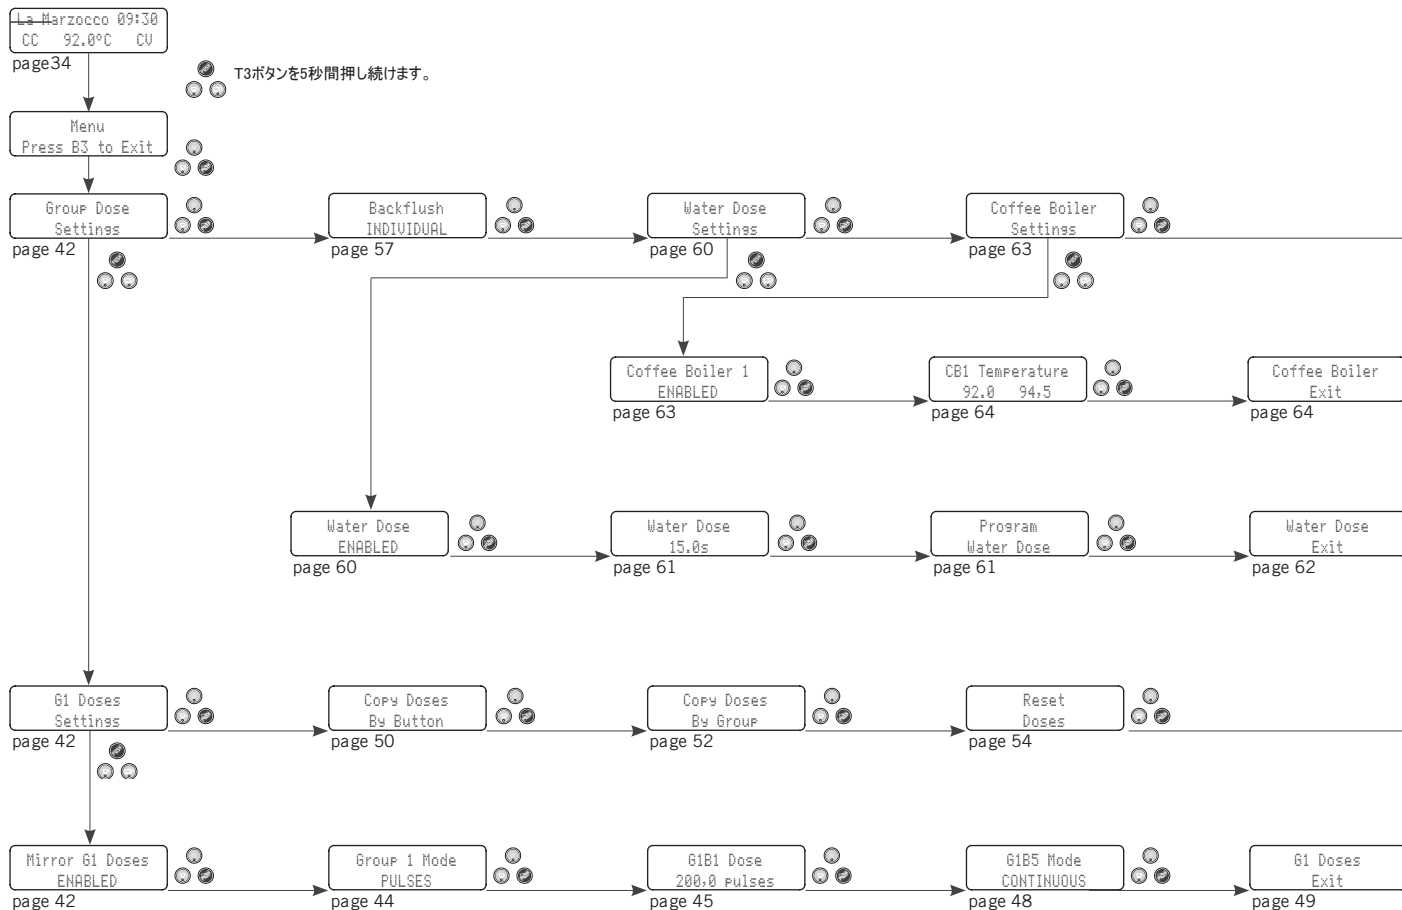 La Marzocco 09:30
CC 92.0°C CV
page34
T3ボタンを5秒間押し続けます。
Menu
Press B3 to Exit
Group Dose
Settings
page 42
Backflush
INDIVIDUAL
page 57
Water Dose
Settings
page 60
Coffee Boiler
Settings
page 63
Coffee Boiler 1
ENABLED
page 63
CB1 Temperature
92.0 94,5
page 64
Coffee Boiler
Exit
page 64
Water Dose
ENABLED
page 60
Water Dose
15.0s
page 61
Program
Water Dose
page 61
Water Dose
Exit
page 62
G1 Doses
Settings
page 42
Copy Doses
By Button
page 50
Copy Doses
By Group
page 52
Reset
Doses
page 54
Mirror G1 Doses
ENABLED
page 42
Group 1 Mode
PULSES
page 44
G1B1 Dose
200,0 pulses
page 45
G1B5 Mode
CONTINUOUS
page 48
G1 Doses
Exit
page 49